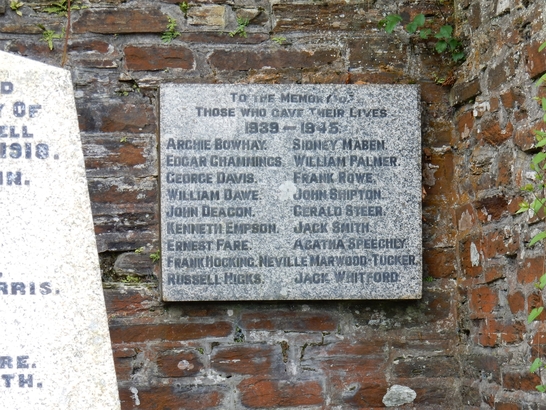 TO THE MEMORY OF
THOSE WHO GAVE THEIR LIVES
1939 — 1945.
ARCHIE BOWHAY. SIDNEY MABEN.
EDGAR CHAMMINGS. WILLIAM PALMER.
GEORGE DAVIS. FRANK ROWE.
WILLIAM DAWE. JOHN SHIPTON.
JOHN DEACON. GERALD STEER.
KENNETH EMPSON. JACK SMITH.
ERNEST FARE. AGATHA SPEECHLY.
FRANK HOCKING. NEVILLE MARWOOD-TUCKER.
RUSSELL HICKS. JACK WHITFORD.
Y OF